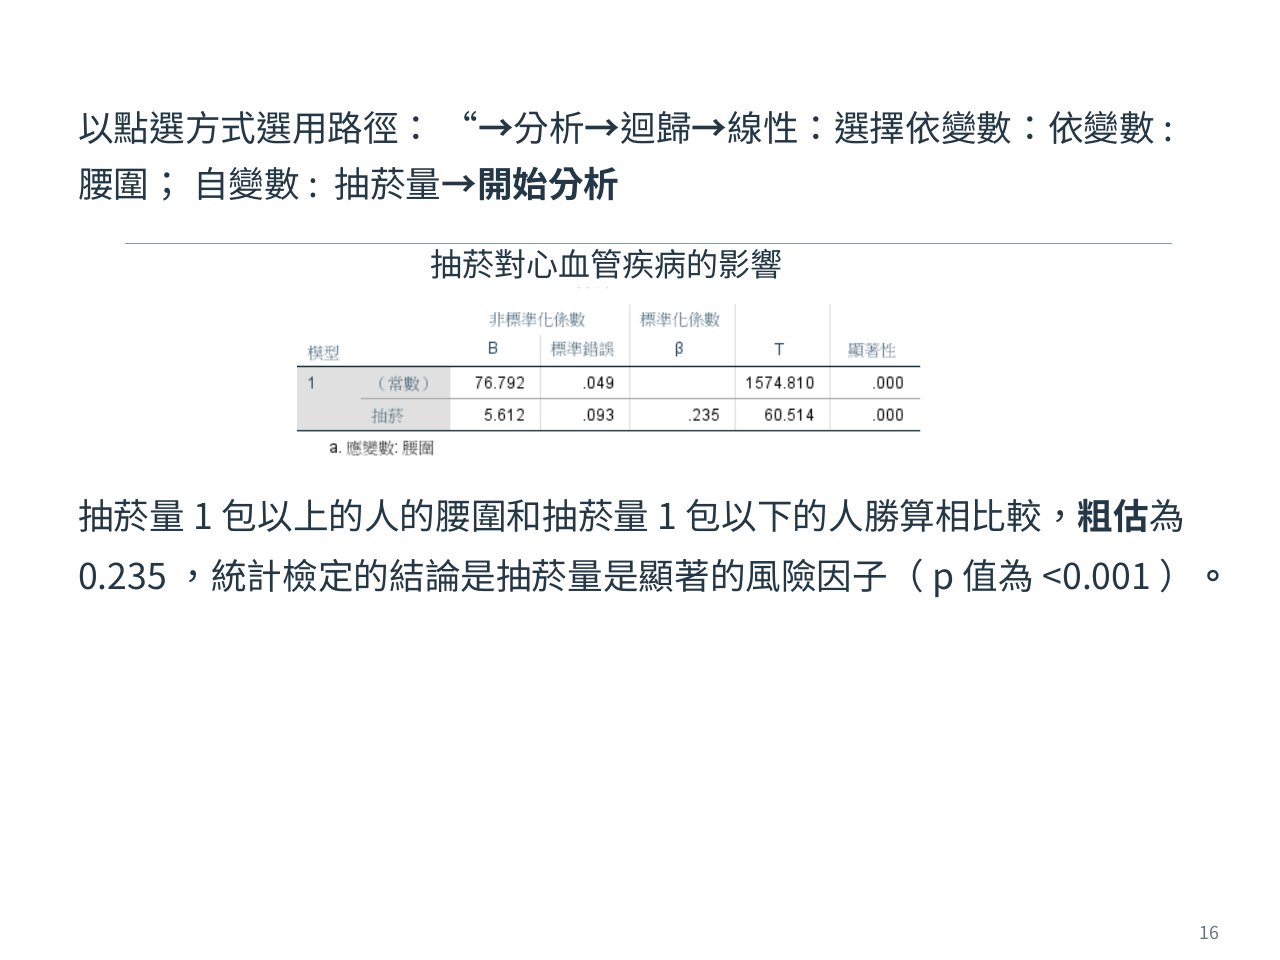 以點選方式選用路徑： “→分析→迴歸→線性：選擇依變數：依變數：
腰圍； 自變數：抽菸量→開始分析
抽菸對心血管疾病的影響
非標準化係數 標準化係數
模型 B 標準錯誤 β T 顯著性
1 （常數） 76.792 .049 1574.810 .000
抽菸 5.612 .093 .235 60.514 .000
a. 應變數: 腰圍
抽菸量 1 包以上的人的腰圍和抽菸量 1 包以下的人勝算相比較，粗估為
0.235 ，統計檢定的結論是抽菸量是顯著的風險因子（ p 值為 <0.001 ） 。
16